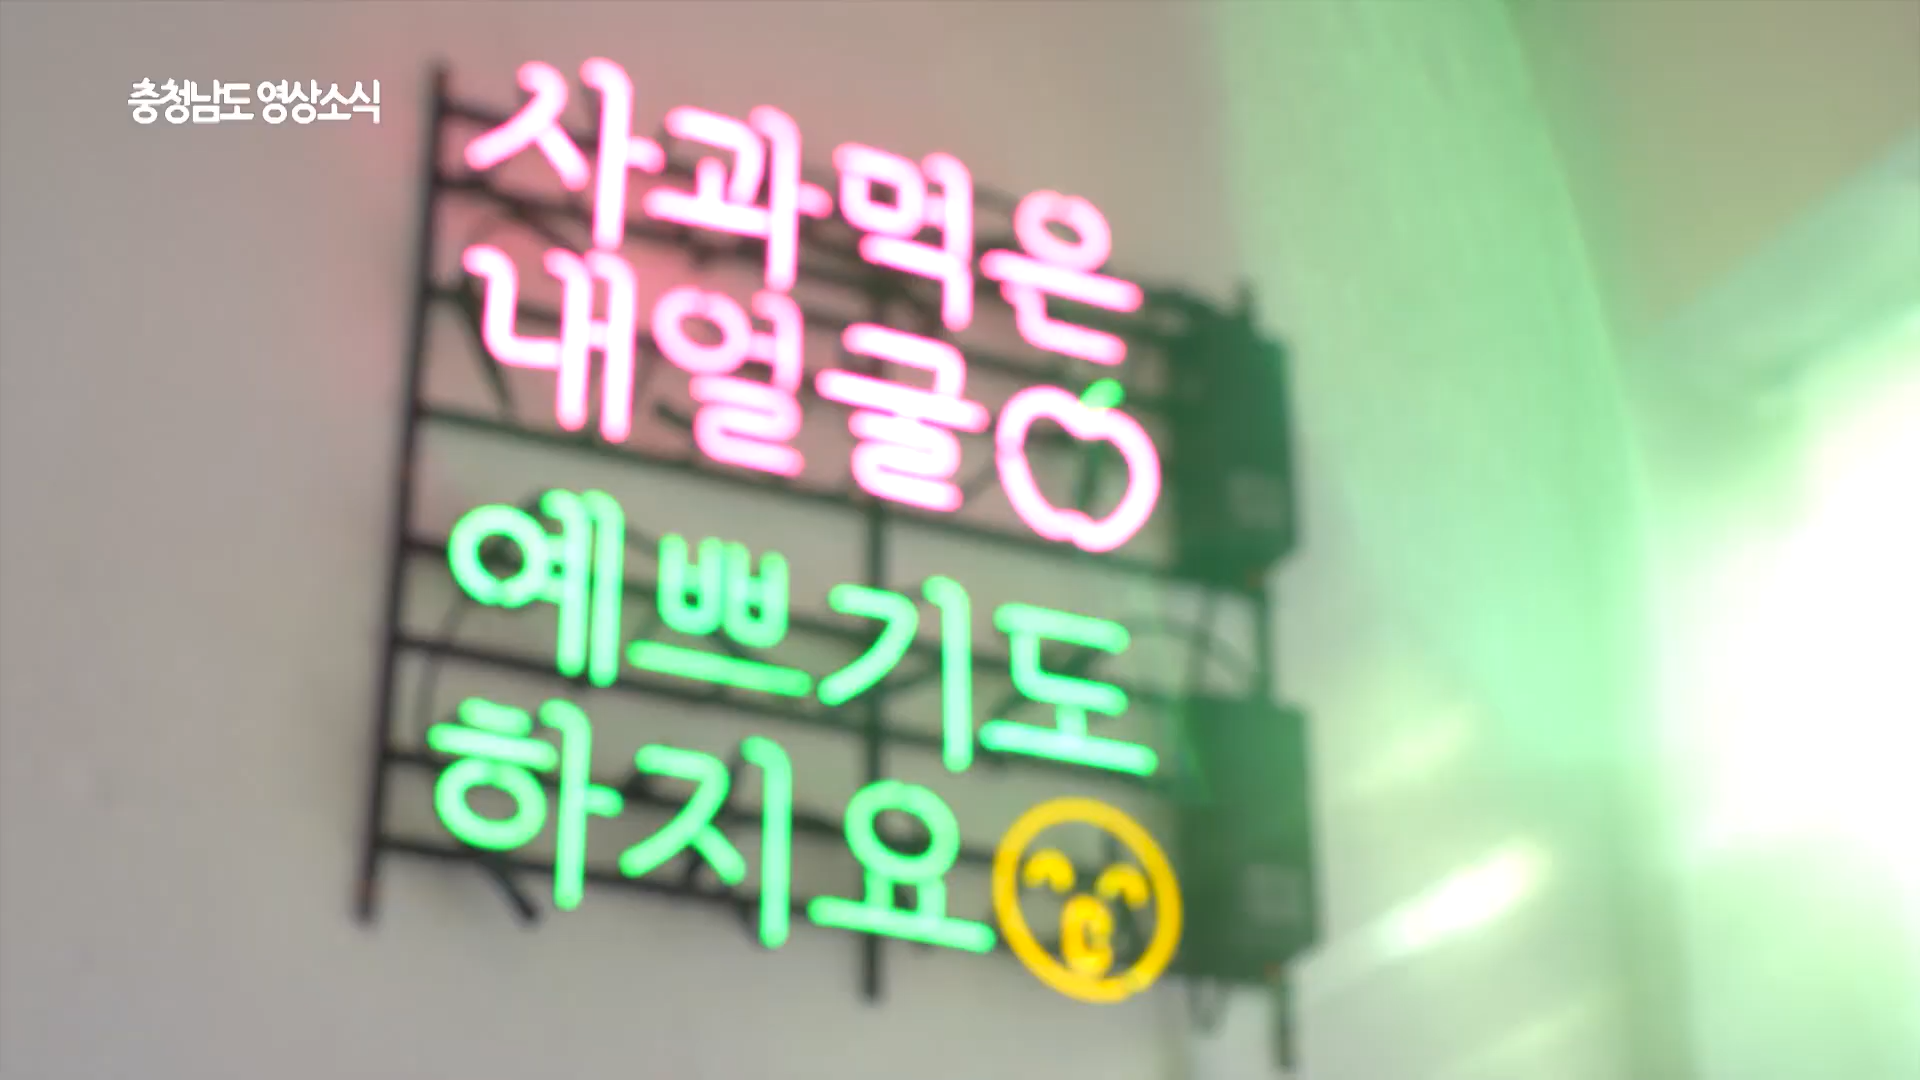 충청남도 영상소식
사과먹은
내얼굴
예쁘기도
하지요